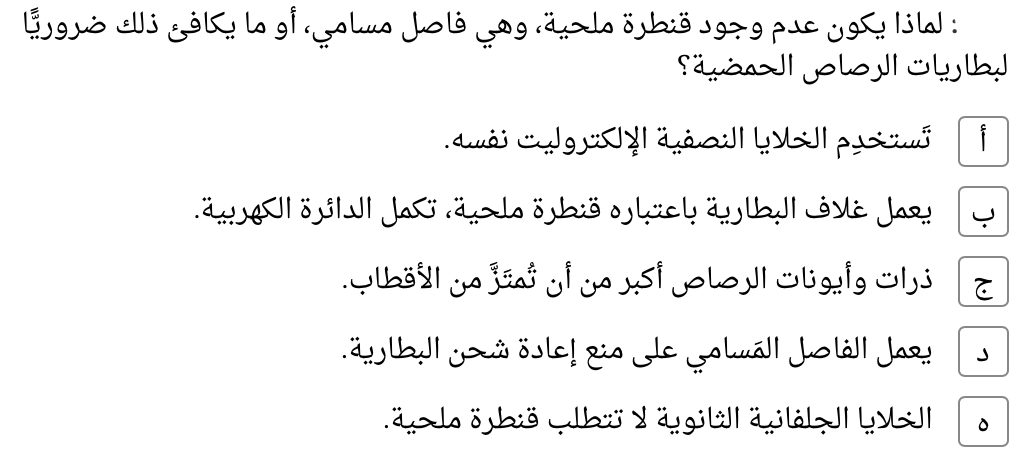 : لماذا يكون عدم وجود قنطرة ملحية، وهي فاصل مسامي، أو ما يكافئ ذلك ضروريًّا
لبطاريات الرصاص الحمضية؟
أ تَستخدِم الخلايا النصفية الإلكتروليت نفسه.
ب يعمل غلاف البطارية باعتباره قنطرة ملحية، تكمل الدائرة الكهربية.
ج ذرات وأيونات الرصاص أكبر من أن تُمتَزَّ من الأقطاب.
د يعمل الفاصل المَسامي على منع إعادة شحن البطارية.
ه الخلايا الجلفانية الثانوية لا تتطلب قنطرة ملحية.